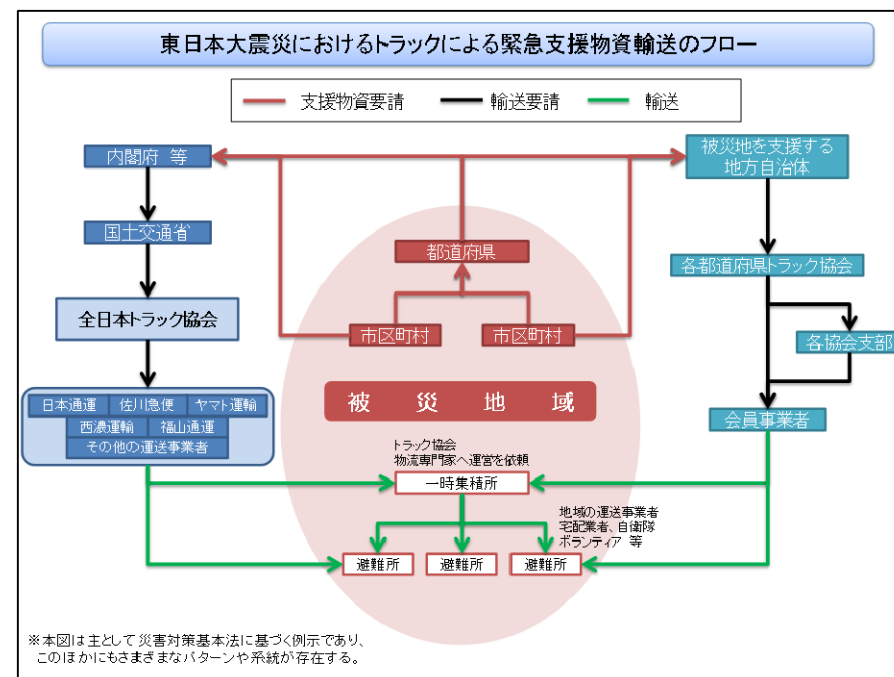 東日本大震災におけるトラックによる緊急支援物資輸送のフロー
支援物資要請
輸送要請
輸送
内閣府 等
被災地を支援する
地方自治体
国土交通省
都道府県
各都道府県トラック協会
全日本トラック協会
市区町村
市区町村
各協会支部
日本通運
佐川急便
ヤマト運輸
西濃運輸
福山通運
その他の運送事業者
被 災 地 域
会員事業者
トラック協会
物流専門家へ運営を依頼
一時集積所
地域の運送事業者
宅配業者、自衛隊
ボランティア 等
避難所
避難所
避難所
※本図は主として災害対策基本法に基づく例示であり、
このほかにもさまざまなパターンや系統が存在する。